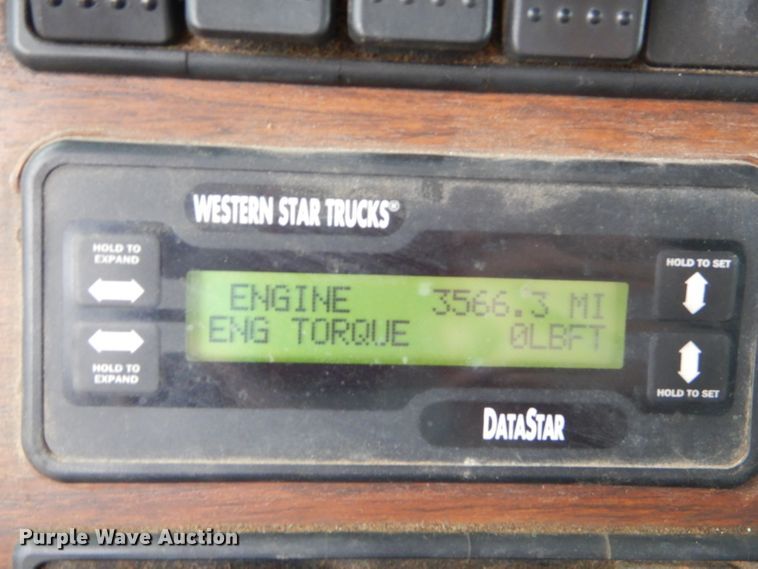 WESTERN STAR TRUCKS®
HOLD TO
EXPAND
HOLD TO SET
ENGINE 3566.3 MI
ENG TORQUE 0LBFT
HOLD TO
EXPAND
HOLD TO SET
DATASTAR
Purple Wave Auction